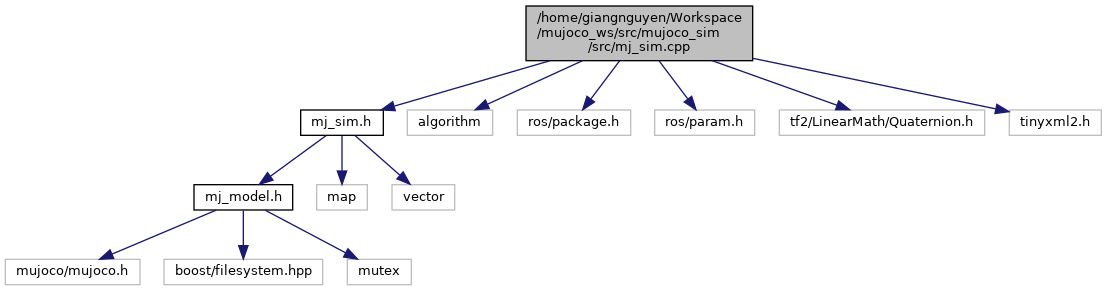 /home/giangnguyen/Workspace
/mujoco_ws/src/mujoco_sim
/src/mj_sim.cpp
mj_sim.h
algorithm
ros/package.h
ros/param.h
tf2/LinearMath/Quaternion.h
tinyxml2.h
mj_model.h
map
vector
mujoco/mujoco.h
boost/filesystem.hpp
mutex